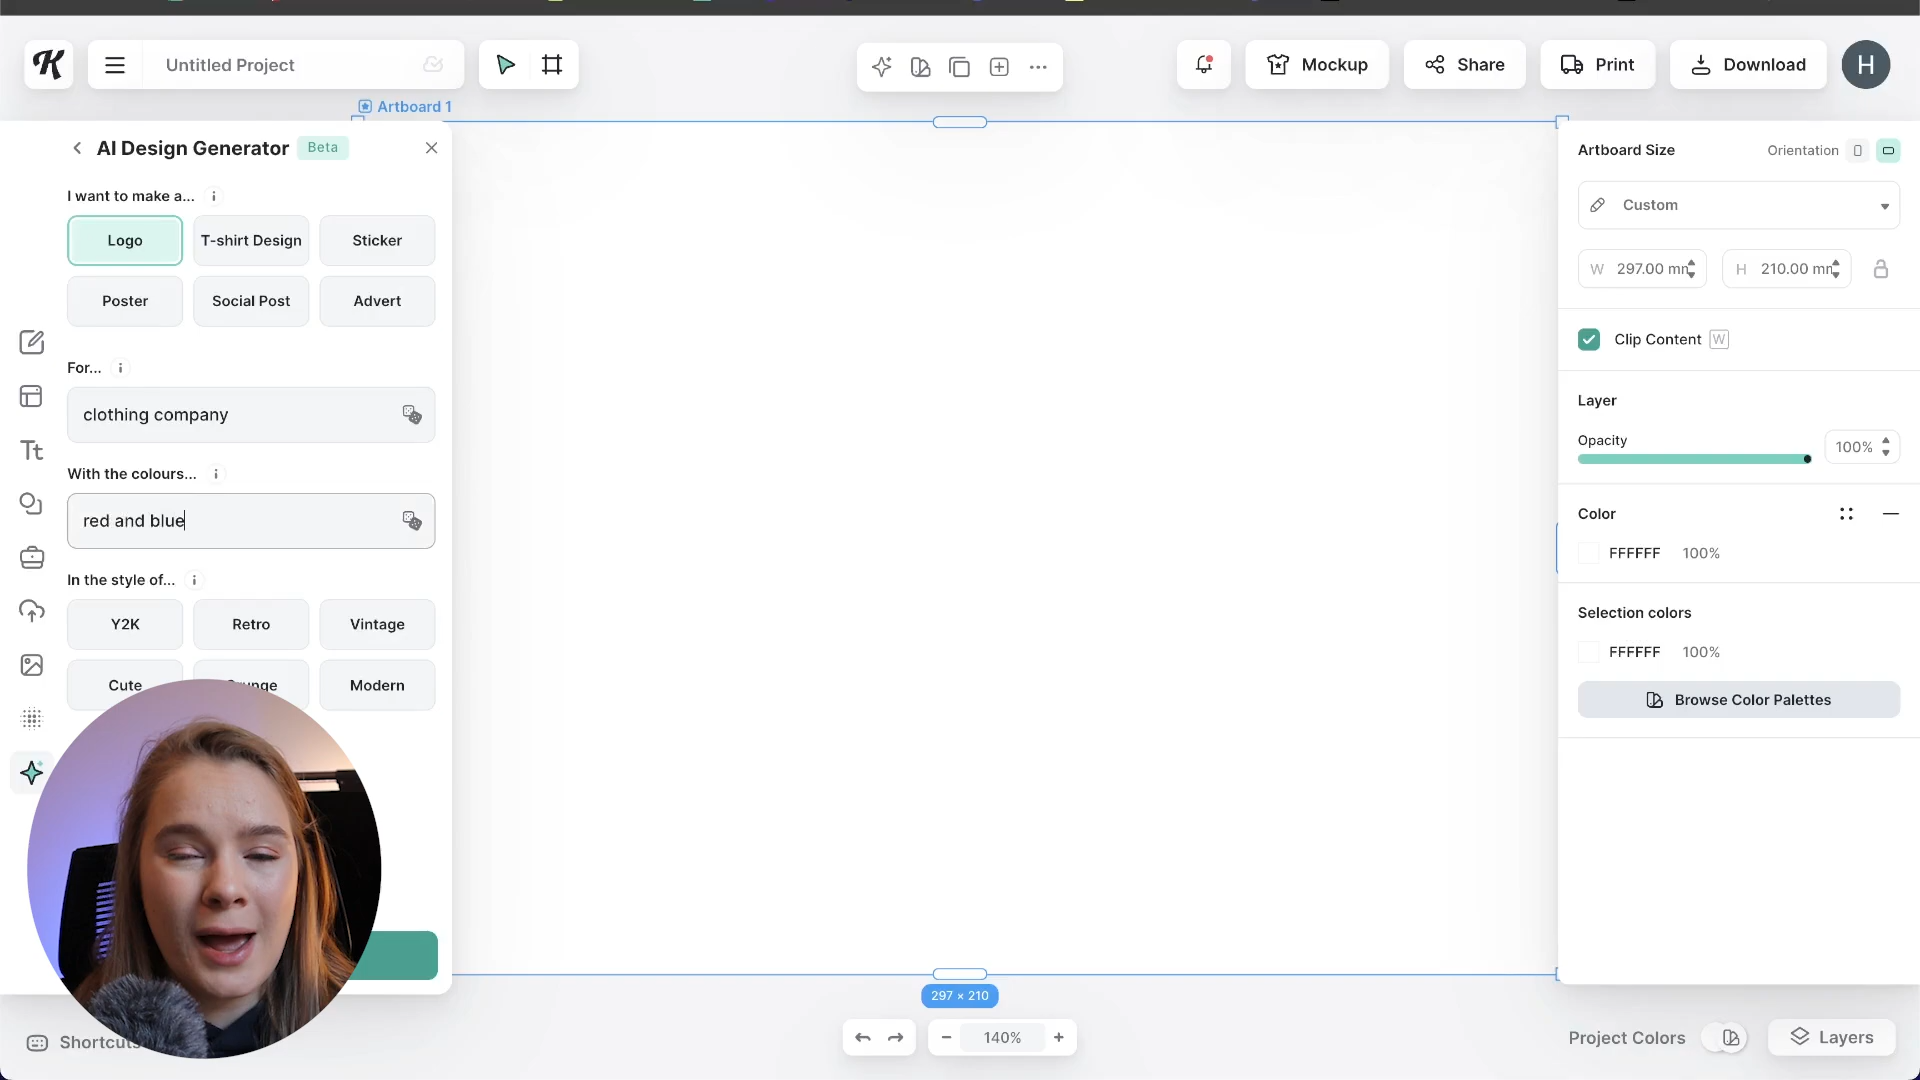 K
Untitled Project
Mockup
Share
Print
Download
H
Artboard 1
AI Design Generator
Beta
I want to make a...
i
Logo
T-shirt Design
Sticker
Poster
Social Post
Advert
For...
i
clothing company
With the colours...
i
red and blue
In the style of...
i
Y2K
Retro
Vintage
Cute
Modern
Tt
Artboard Size
Orientation
Custom
W 297.00
H 210.00
Clip Content W
Layer
Opacity
100%
Color
FFFFFF 100%
Selection colors
FFFFFF 100%
Browse Color Palettes
297 × 210
Shortcuts
140%
Project Colors
Layers